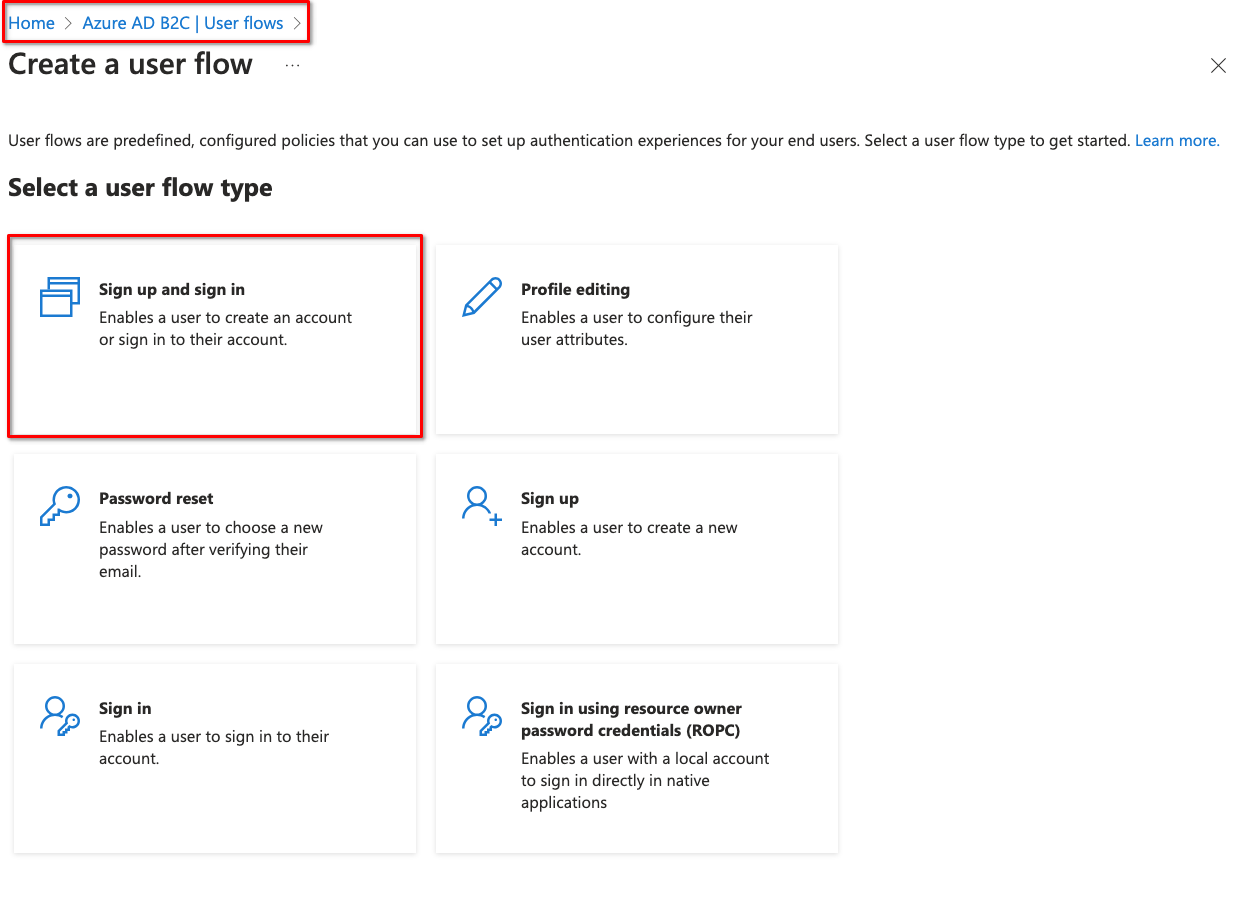 Home > Azure AD B2C | User flows >
Create a user flow ...
User flows are predefined, configured policies that you can use to set up authentication experiences for your end users. Select a user flow type to get started. Learn more.
Select a user flow type
Sign up and sign in
Enables a user to create an account
or sign in to their account.
Profile editing
Enables a user to configure their
user attributes.
Password reset
Enables a user to choose a new
password after verifying their
email.
Sign up
Enables a user to create a new
account.
Sign in
Enables a user to sign in to their
account.
Sign in using resource owner
password credentials (ROPC)
Enables a user with a local account
to sign in directly in native
applications